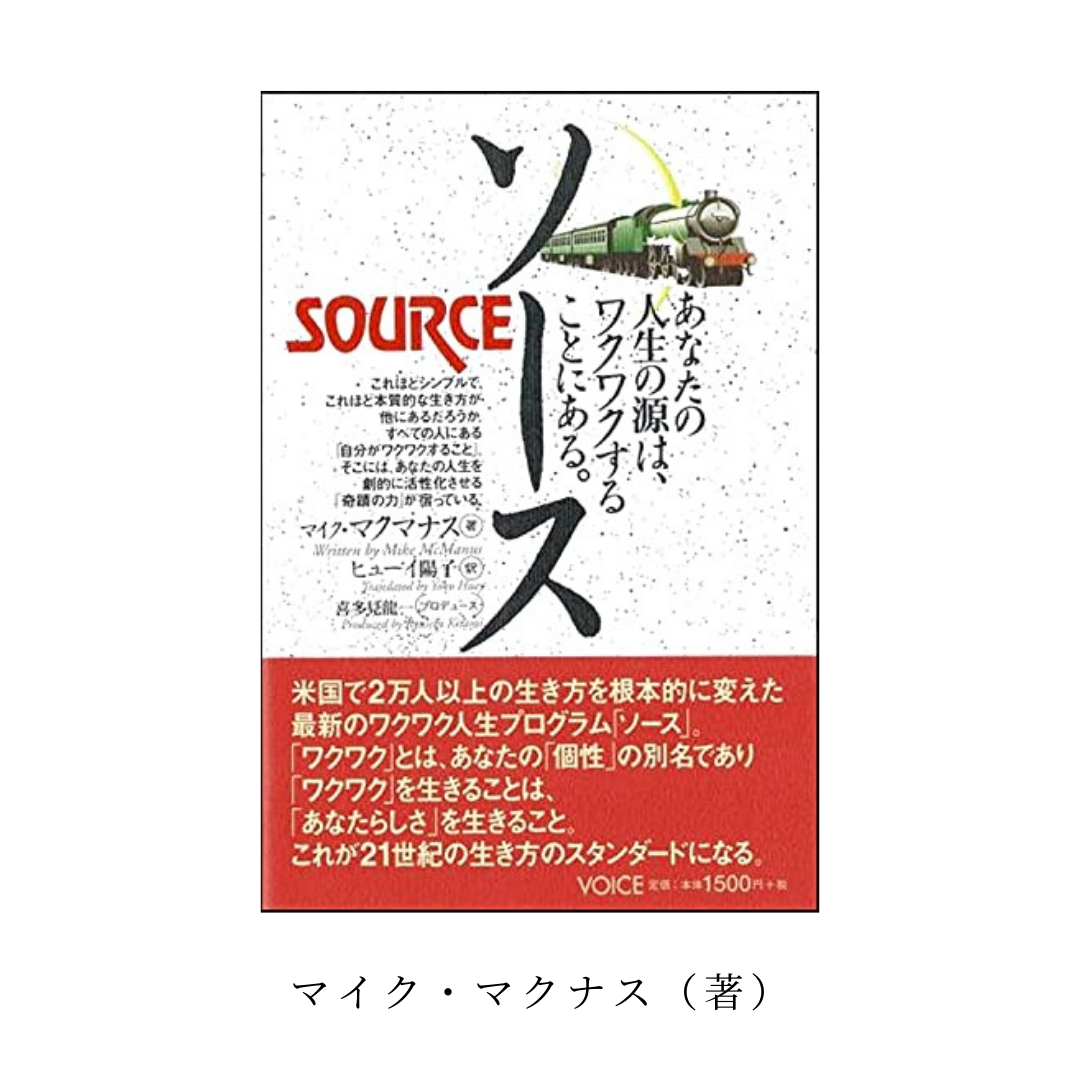 ソース
あなたの
人生の源は、
ワクワクする
ことにある。
SOURCE
これほどシンプルで、
これほど本質的な生き方が
他にあるだろうか。
すべての人にある
「自分がワクワクすること」。
そこには、あなたの人生を
劇的に活性化させる
「奇蹟の力」が宿っている。
マイク・マクマナス 著
Written by Mike McManus
ヒューイ陽子 訳
Translated by Yoko Huey
喜多見龍一 プロデュース
Produced by Ryuichi Kitami
米国で2万人以上の生き方を根本的に変えた
最新のワクワク人生プログラム「ソース」。
「ワクワク」とは、あなたの「個性」の別名であり
「ワクワク」を生きることは、
「あなたらしさ」を生きること。
これが21世紀の生き方のスタンダードになる。
VOICE 定価:本体1500円+税
マイク・マクナス(著)